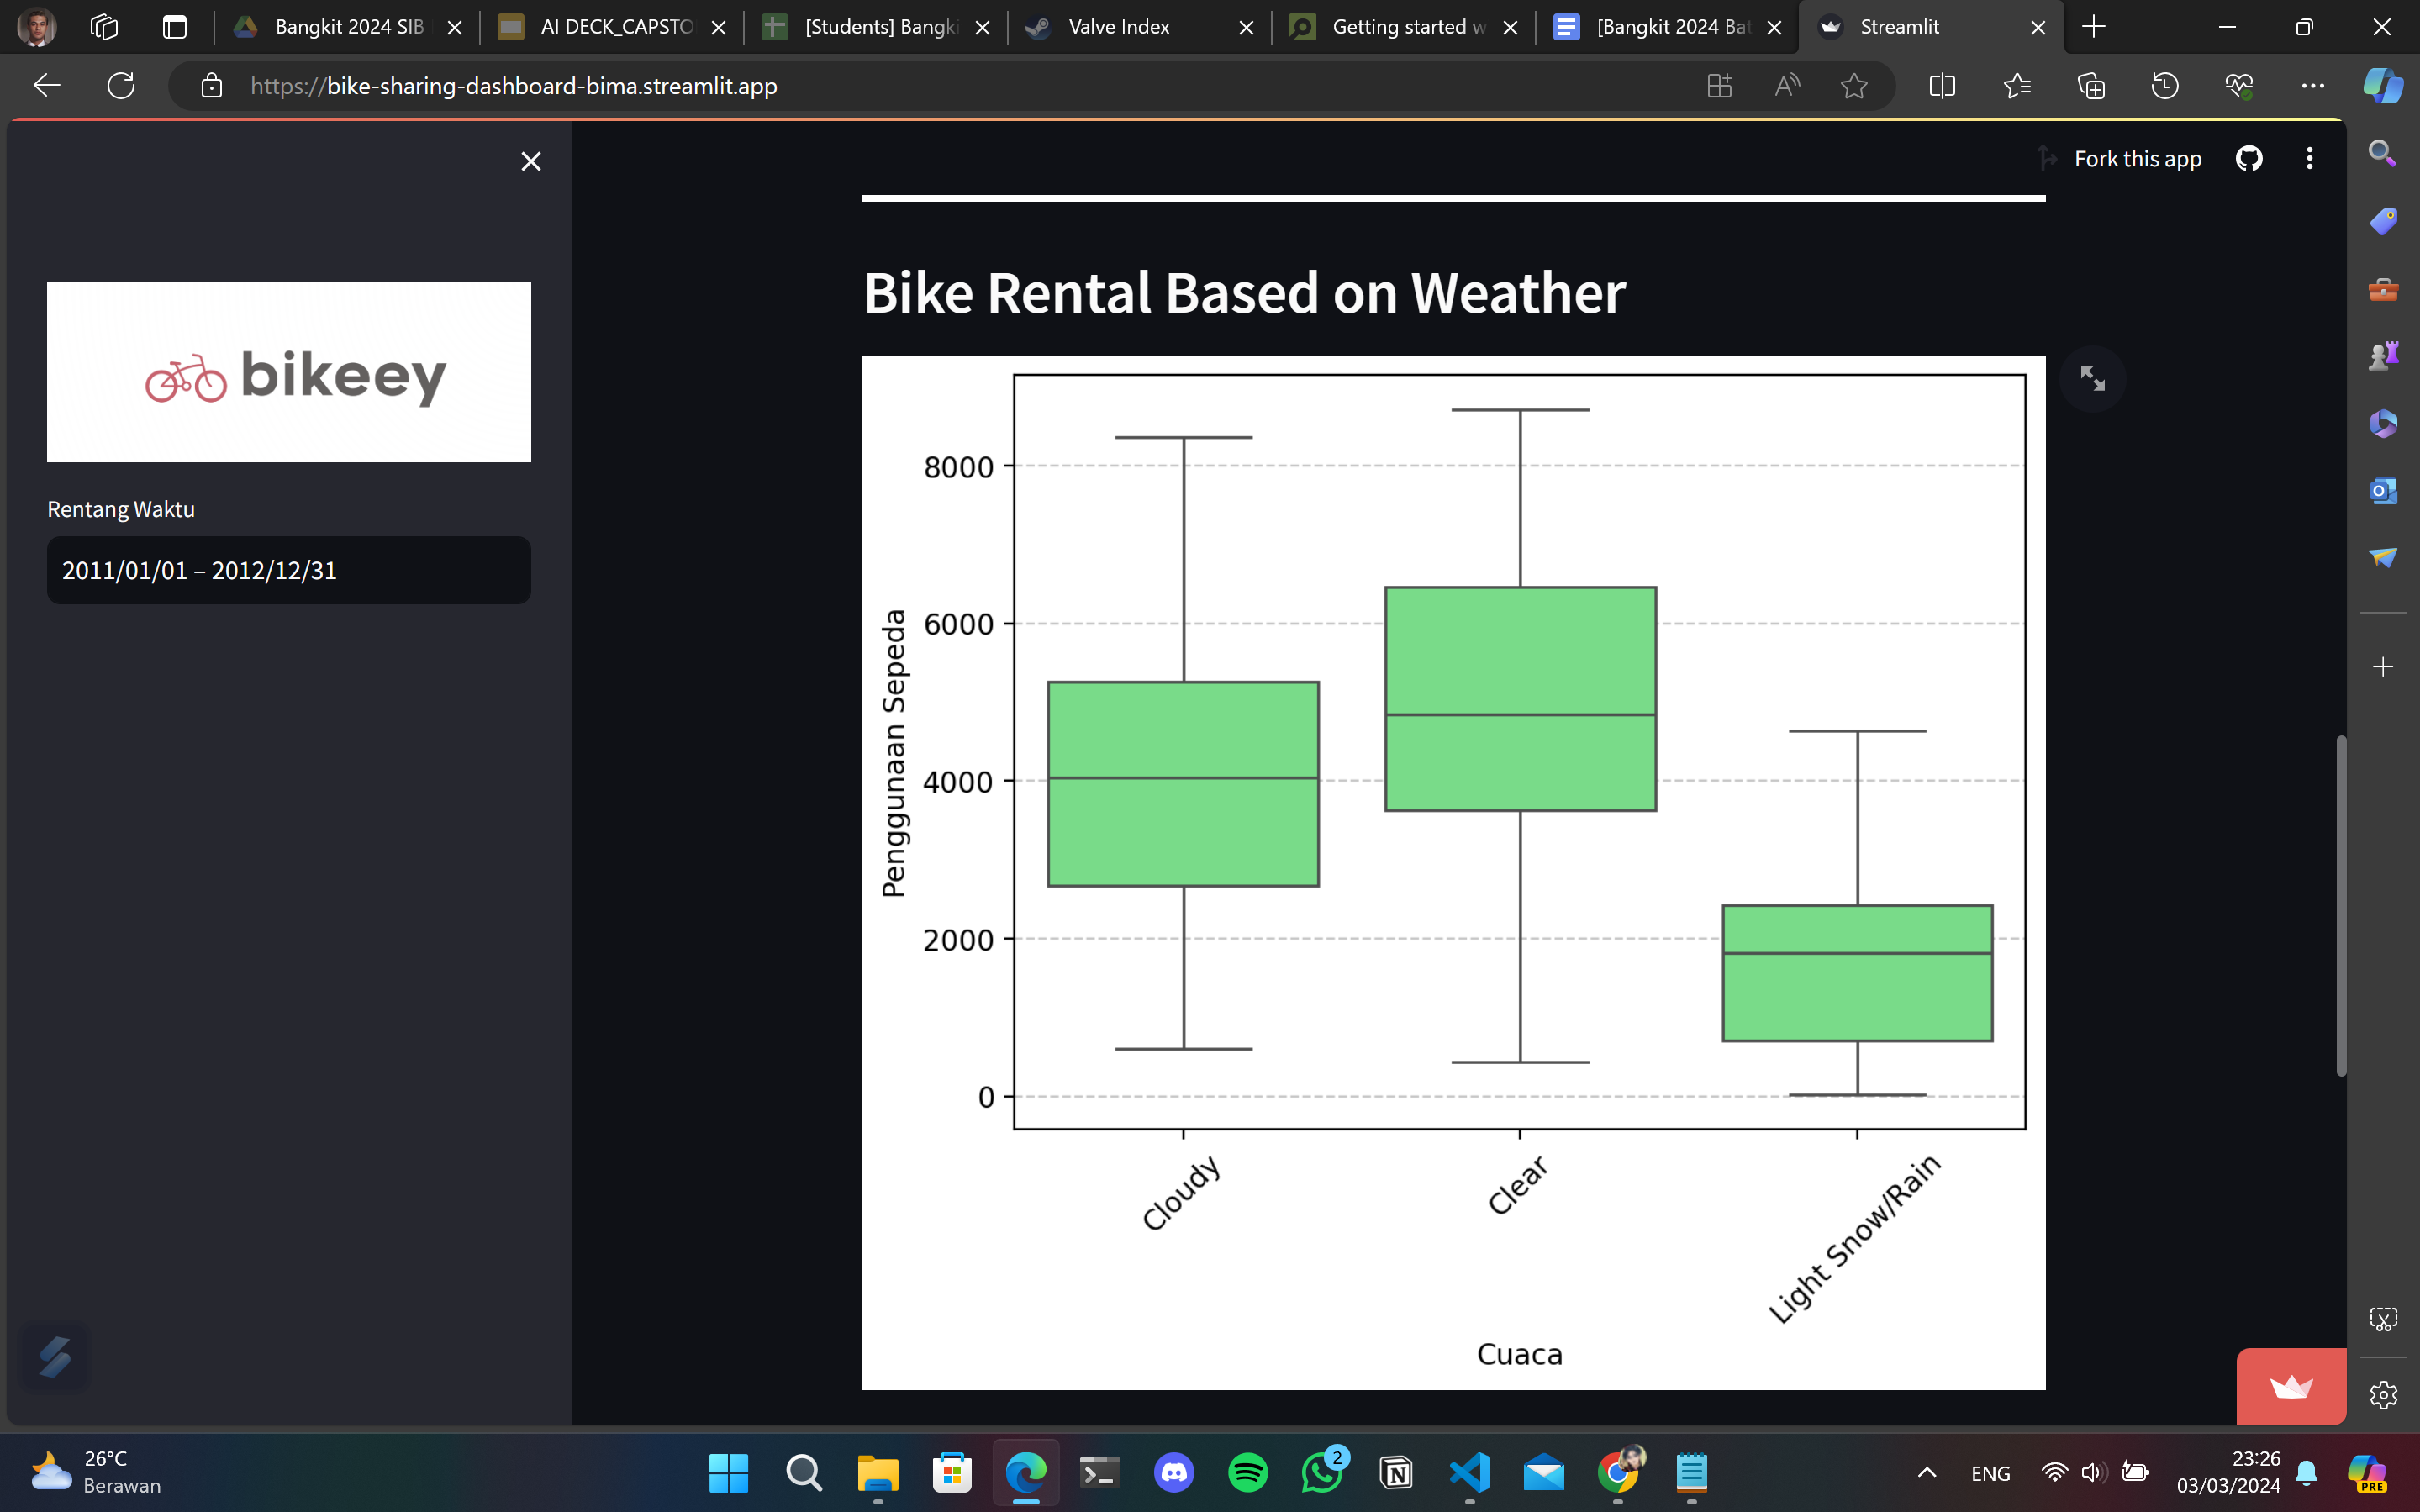 Bangkit 2024 SIB
AI DECK_CAPSTO
[Students] Bangki
Valve Index
Getting started w
[Bangkit 2024 Bat
Streamlit
https://bike-sharing-dashboard-bima.streamlit.app
Fork this app
bikeey
Rentang Waktu
2011/01/01 – 2012/12/31
Bike Rental Based on Weather
Penggunaan Sepeda
8000
6000
4000
2000
0
Cloudy
Clear
Light Snow/Rain
Cuaca
26°C
Berawan
2
ENG
23:26
03/03/2024
PRE